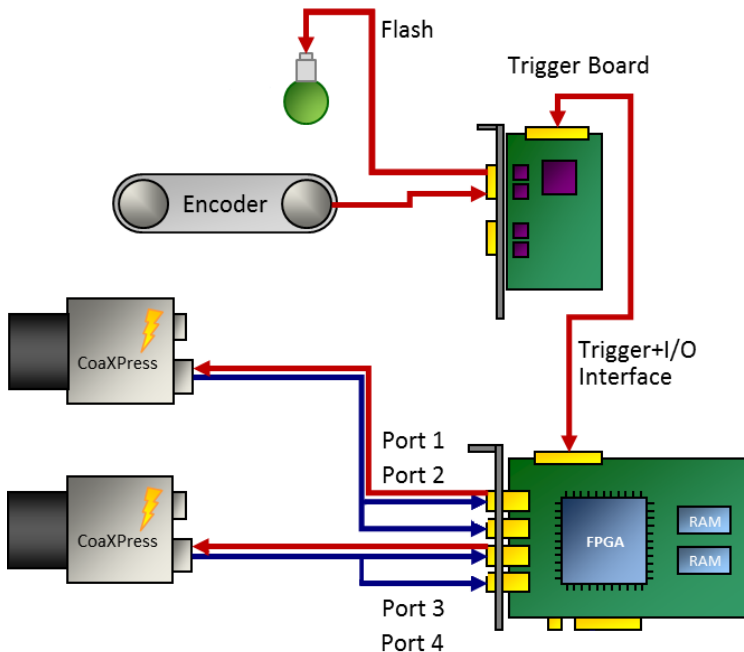 Flash
Trigger Board
Encoder
Trigger+I/O
Interface
CoaXPress
Port 1
Port 2
CoaXPress
FPGA
RAM
RAM
Port 3
Port 4